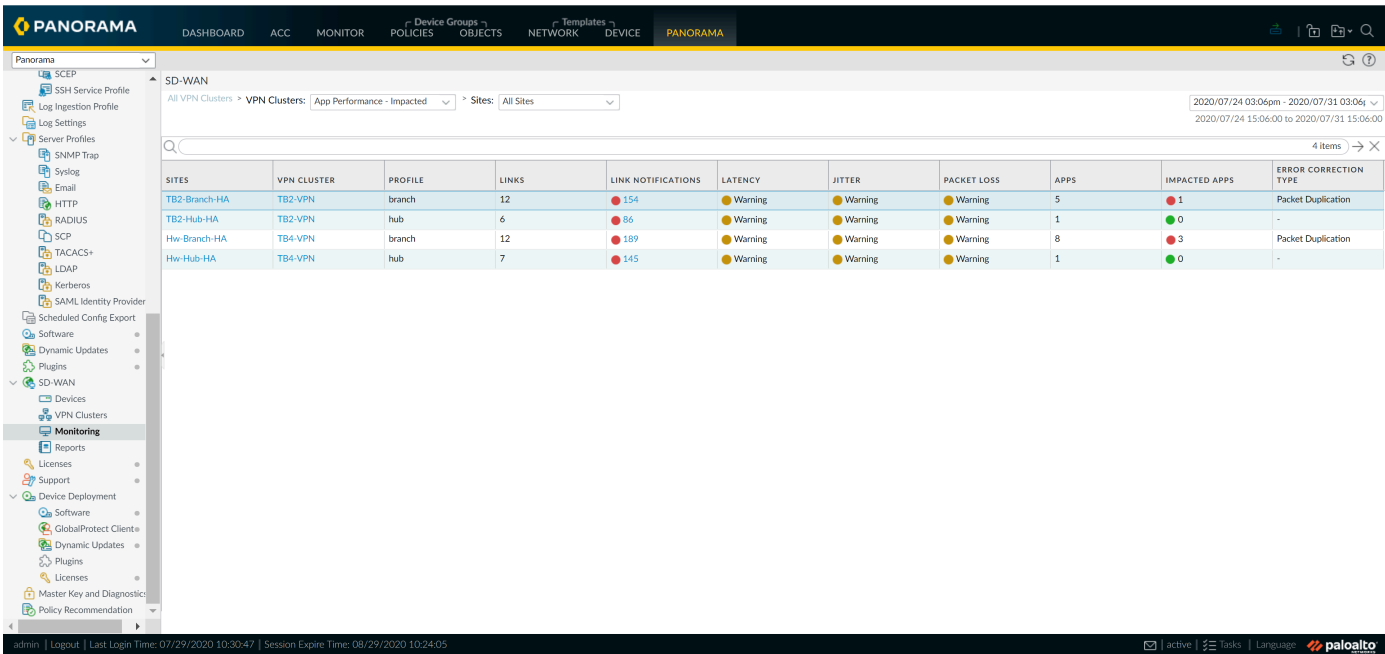 PANORAMA
Device Groups
Templates
DASHBOARD ACC MONITOR POLICIES OBJECTS NETWORK DEVICE PANORAMA
Panorama
SCEP
SSH Service Profile
Log Ingestion Profile
Log Settings
Server Profiles
SNMP Trap
Syslog
Email
HTTP
RADIUS
SCP
TACACS+
LDAP
Kerberos
SAML Identity Provider
Scheduled Config Export
Software
Dynamic Updates
Plugins
SD-WAN
Devices
VPN Clusters
Monitoring
Reports
Licenses
Support
Device Deployment
Software
GlobalProtect Client
Dynamic Updates
Plugins
Licenses
Master Key and Diagnostics
Policy Recommendation
SD-WAN
All VPN Clusters > VPN Clusters: App Performance - Impacted > Sites: All Sites
2020/07/24 03:06pm - 2020/07/31 03:06p
2020/07/24 15:06:00 to 2020/07/31 15:06:00
4 items
SITES VPN CLUSTER PROFILE LINKS LINK NOTIFICATIONS LATENCY JITTER PACKET LOSS APPS IMPACTED APPS ERROR CORRECTION TYPE
TB2-Branch-HA TB2-VPN branch 12 154 Warning Warning Warning 5 1 Packet Duplication
TB2-Hub-HA TB2-VPN hub 6 86 Warning Warning Warning 1 0 -
Hw-Branch-HA TB4-VPN branch 12 189 Warning Warning Warning 8 3 Packet Duplication
Hw-Hub-HA TB4-VPN hub 7 145 Warning Warning Warning 1 0 -
admin | Logout | Last Login Time: 07/29/2020 10:30:47 | Session Expire Time: 08/29/2020 10:24:05
active | Tasks | Language paloalto NETWORKS